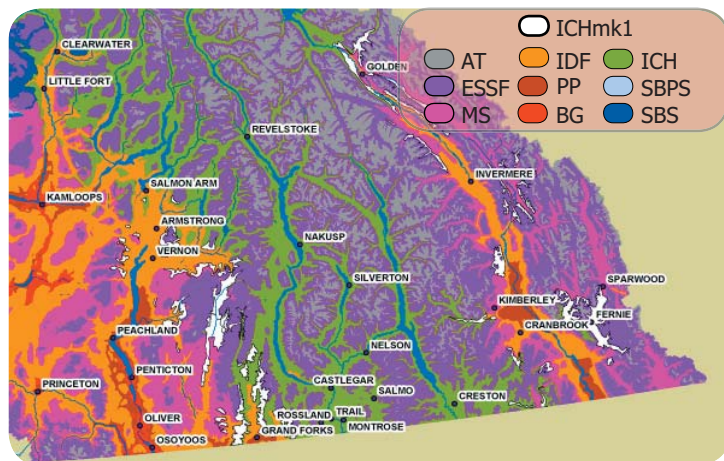 ICHmk1
AT IDF ICH
ESSF PP SBPS
MS BG SBS
CLEARWATER
GOLDEN
LITTLE FORT
REVELSTOKE
INVERMERE
SALMON ARM
KAMLOOPS
ARMSTRONG
NAKUSP
VERNON
SILVERTON
SPARWOOD
KIMBERLEY
FERNIE
CRANBROOK
PEACHLAND
NELSON
PENTICTON
PRINCETON
CASTLEGAR
SALMO
CRESTON
OLIVER
ROSSLAND
TRAIL
GRAND FORKS
MONTROSE
OSOYOOS